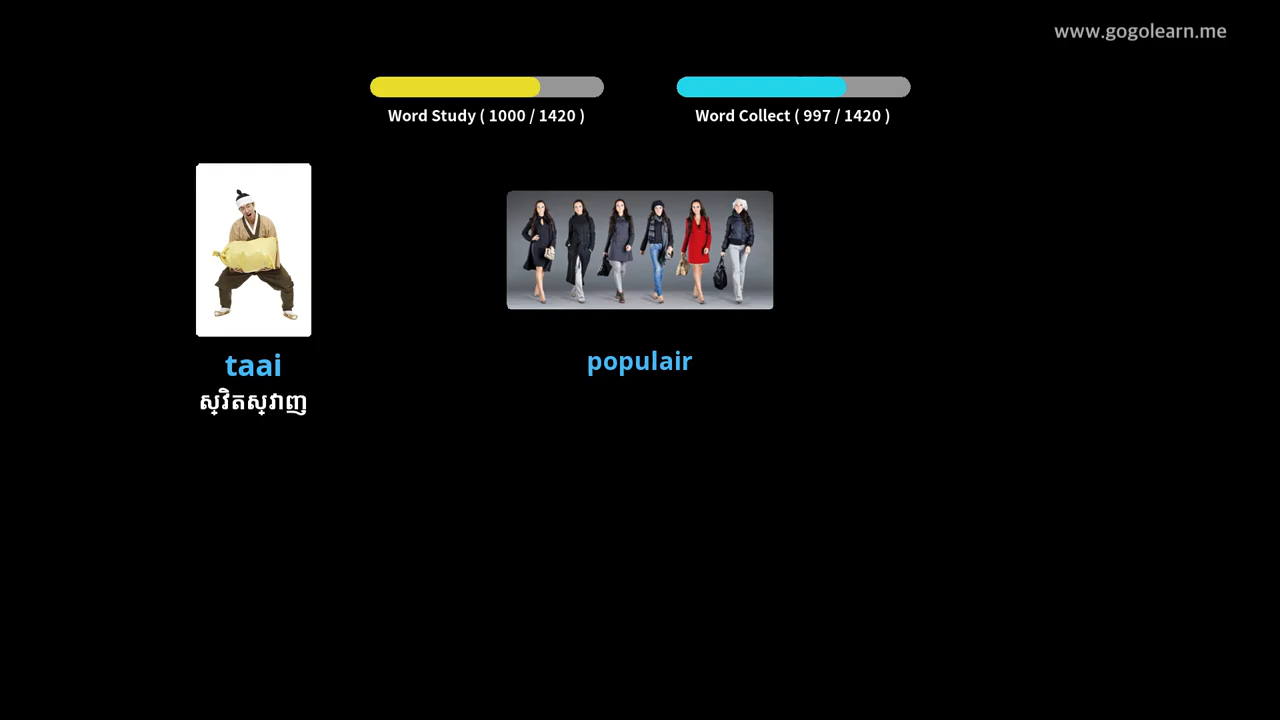 www.gogolearn.me
Word Study ( 1000 / 1420 )
Word Collect ( 997 / 1420 )
taai
ស្វិតស្វាញ
populair